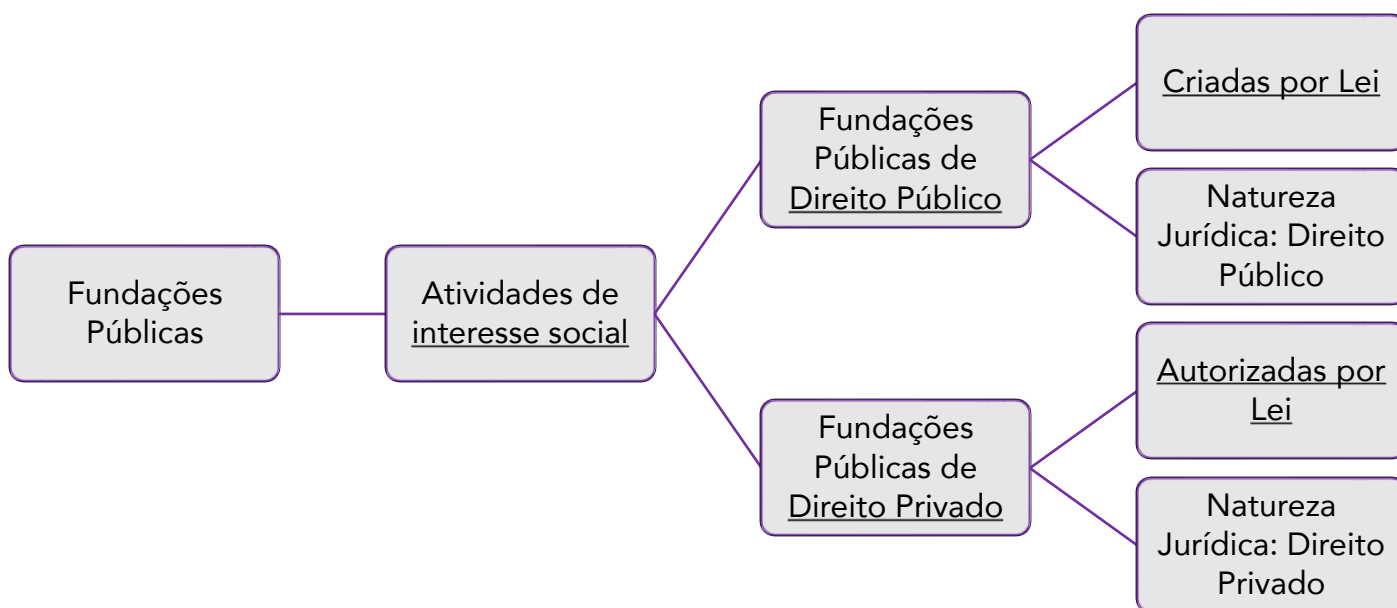 Fundações
Públicas
Atividades de
interesse social
Fundações
Públicas de
Direito Público
Criadas por Lei
Natureza
Jurídica: Direito
Público
Fundações
Públicas de
Direito Privado
Autorizadas por
Lei
Natureza
Jurídica: Direito
Privado